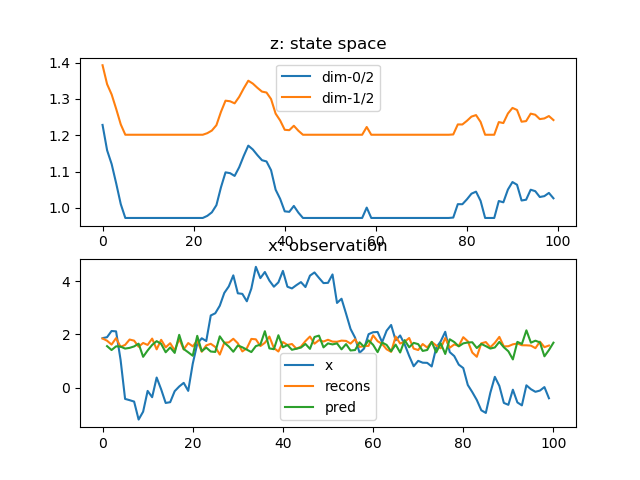 z: state space
1.4
1.3
1.2
1.1
1.0
dim-0/2
dim-1/2
0 20 40 60 80 100
x: observation
4
2
0
x
recons
pred
0 20 40 60 80 100